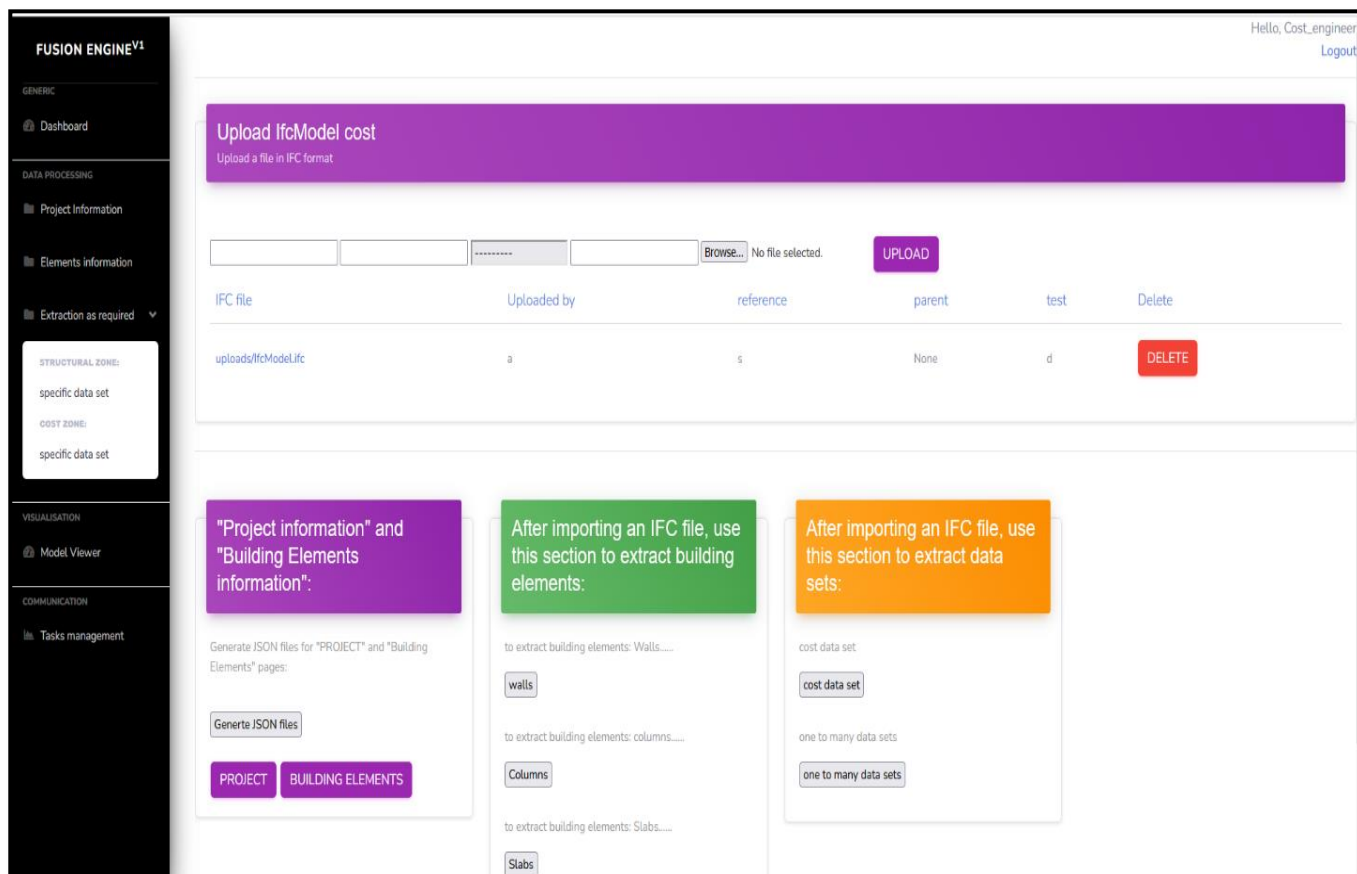 FUSION ENGINEV1
GENERIC
Dashboard
DATA PROCESSING
Project Information
Elements information
Extraction as required
STRUCTURAL ZONE:
specific data set
COST ZONE:
specific data set
VISUALISATION
Model Viewer
COMMUNICATION
Tasks management
Hello, Cost_engineer
Logout
Upload IfcModel cost
Upload a file in IFC format
--------- Browse... No file selected. UPLOAD
IFC file Uploaded by reference parent test Delete
uploads/IfcModel.ifc a s None d DELETE
"Project information" and
"Building Elements
information":
Generate JSON files for "PROJECT" and "Building
Elements" pages:
Generte JSON files
PROJECT BUILDING ELEMENTS
After importing an IFC file, use
this section to extract building
elements:
to extract building elements: Walls......
walls
to extract building elements: columns......
Columns
to extract building elements: Slabs......
Slabs
After importing an IFC file, use
this section to extract data
sets:
cost data set
cost data set
one to many data sets
one to many data sets